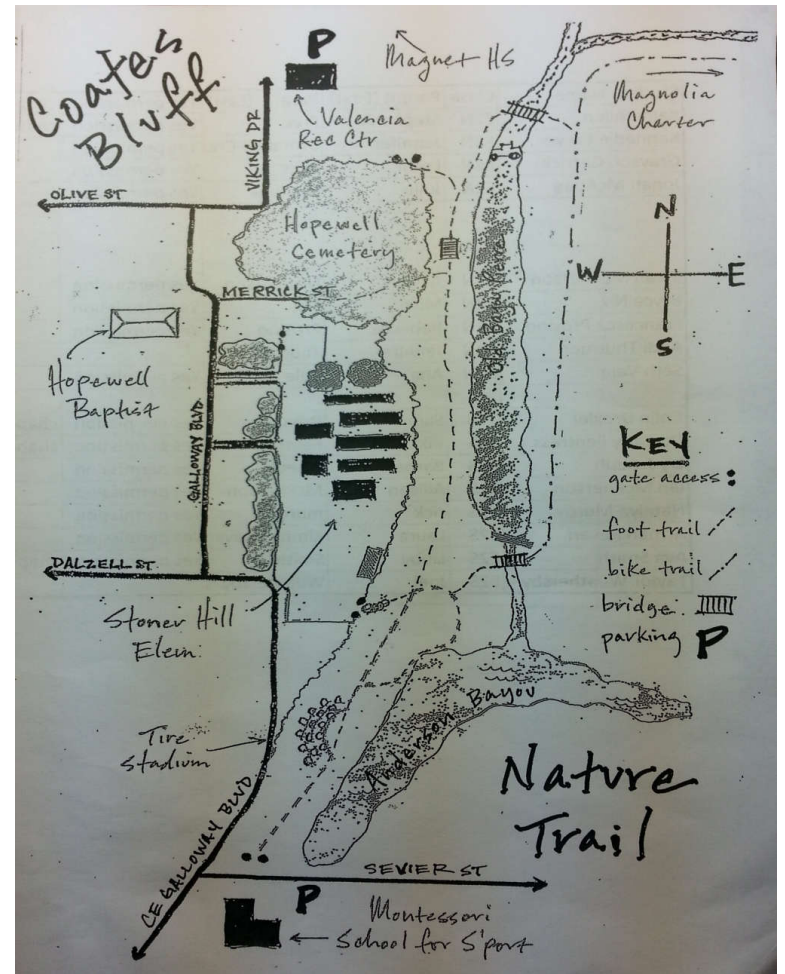 Coates
Bluff
P
Magnet HS
Valencia
Rec Ctr
VIKING DR
OLIVE ST
Magnolia
Charter
Hopewell
Cemetery
N
W
E
S
MERRICK ST
Old Bayou Pierre
Hopewell
Baptist
GALLOWAY BLVD
KEY
gate access
foot trail
bike trail
bridge
parking P
DALZELL ST
Stoner Hill
Elem.
Tire
Stadium
Anderson Bayou
Nature
Trail
CE GALLOWAY BLVD
SEVIER ST
P
Montessori
School for S'port